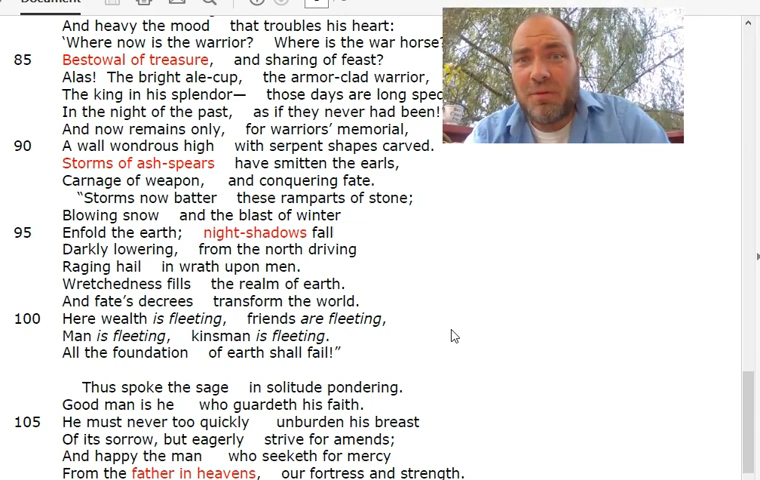 Document
And heavy the mood that troubles his heart:
‘Where now is the warrior? Where is the war horse?
85 Bestowal of treasure, and sharing of feast?
Alas! The bright ale-cup, the armor-clad warrior,
The king in his splendor— those days are long sped
In the night of the past, as if they never had been!
And now remains only, for warriors’ memorial,
90 A wall wondrous high with serpent shapes carved.
Storms of ash-spears have smitten the earls,
Carnage of weapon, and conquering fate.
“Storms now batter these ramparts of stone;
Blowing snow and the blast of winter
95 Enfold the earth; night-shadows fall
Darkly lowering, from the north driving
Raging hail in wrath upon men.
Wretchedness fills the realm of earth.
And fate’s decrees transform the world.
100 Here wealth is fleeting, friends are fleeting,
Man is fleeting, kinsman is fleeting.
All the foundation of earth shall fail!”
Thus spoke the sage in solitude pondering.
Good man is he who guardeth his faith.
105 He must never too quickly unburden his breast
Of its sorrow, but eagerly strive for amends;
And happy the man who seeketh for mercy
From the father in heavens, our fortress and strength.